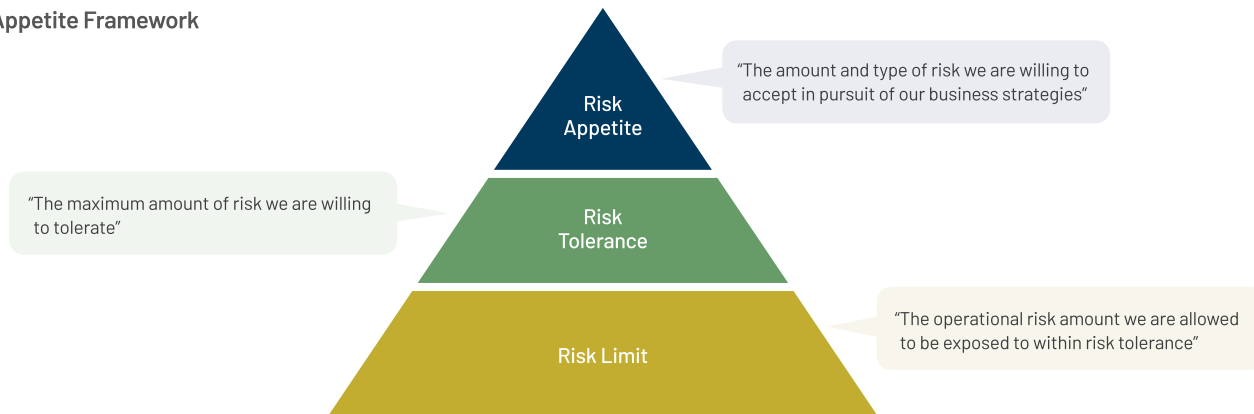 Appetite Framework
"The amount and type of risk we are willing to
accept in pursuit of our business strategies"
Risk
Appetite
"The maximum amount of risk we are willing
to tolerate"
Risk
Tolerance
"The operational risk amount we are allowed
to be exposed to within risk tolerance"
Risk Limit